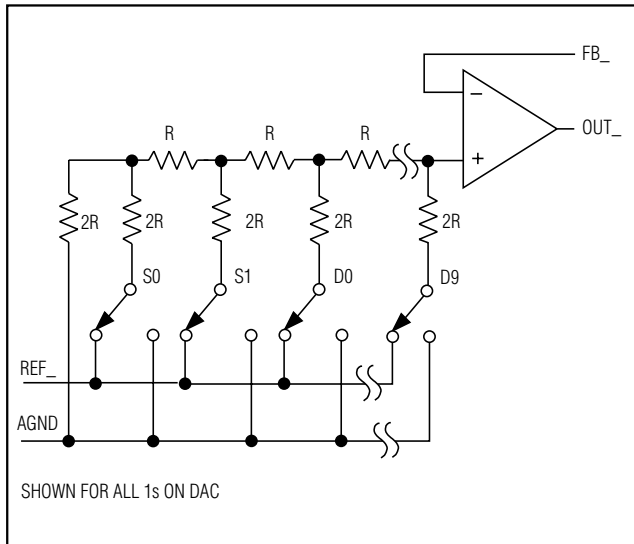 FB_
OUT_
−
+
R R R
2R 2R 2R 2R 2R
S0 S1 D0 D9
REF_
AGND
SHOWN FOR ALL 1s ON DAC